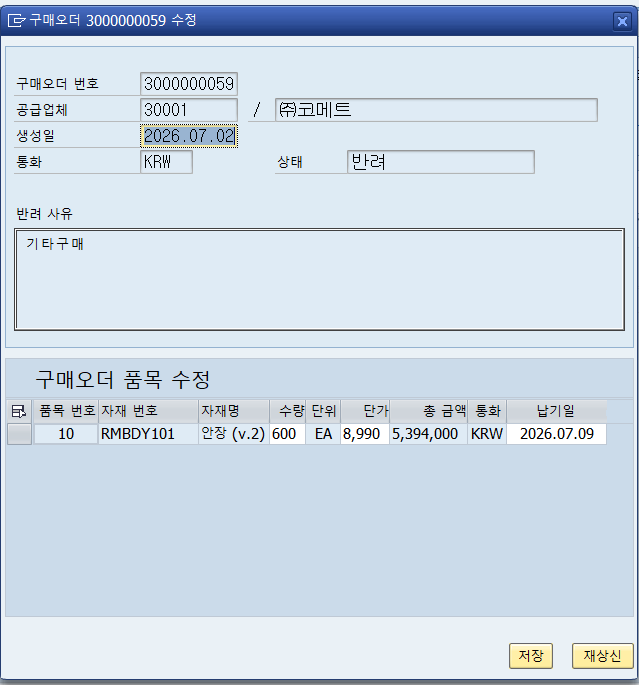 구매오더 3000000059 수정
구매오더 번호 3000000059
공급업체 30001 / ㈜코메트
생성일 2026.07.02
통화 KRW 상태 반려
반려 사유
기타구매
구매오더 품목 수정
품목 번호 자재 번호 자재명 수량 단위 단가 총 금액 통화 납기일
10 RMBDY101 안장 (v.2) 600 EA 8,990 5,394,000 KRW 2026.07.09
저장 재상신